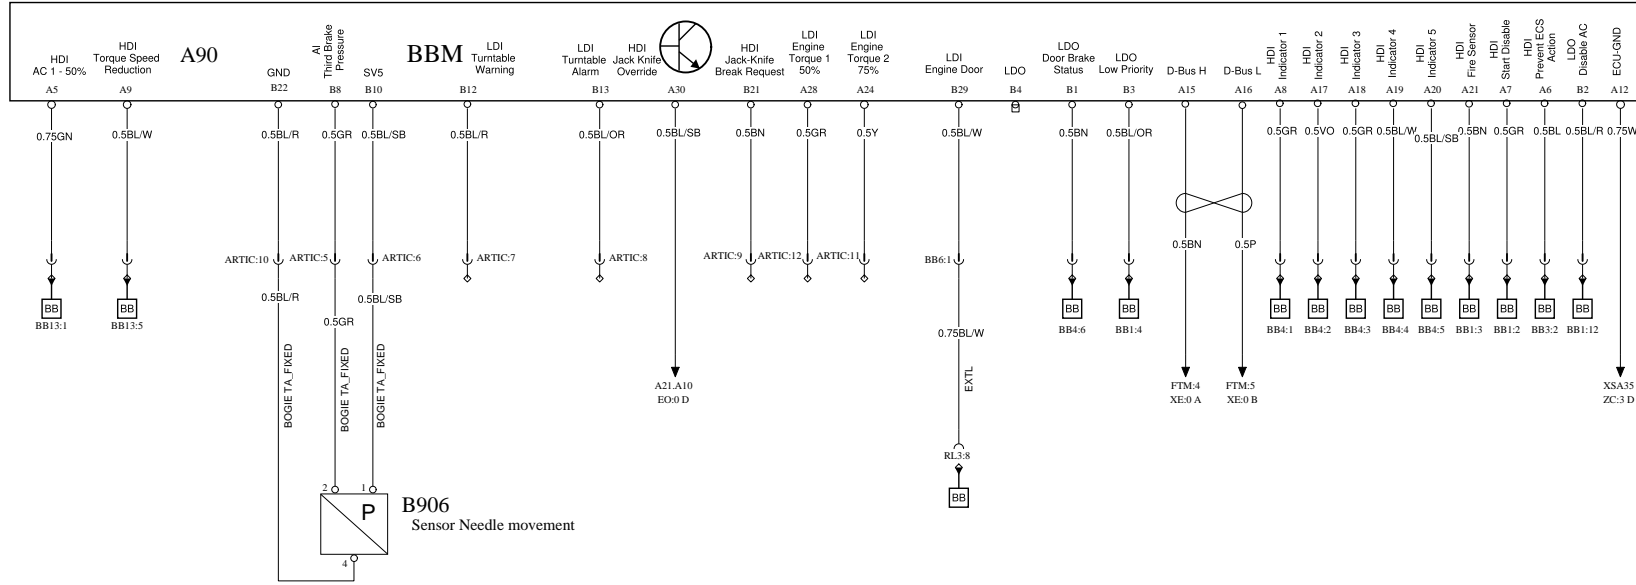 HDI
AC 1 - 50%
A5
HDI
Torque Speed
Reduction
A9
A90
GND
B22
AI
Third Brake
Pressure
B8
SV5
B10
BBM
LDI
Turntable
Warning
B12
LDI
Turntable
Alarm
B13
HDI
Jack Knife
Override
A30
HDI
Jack-Knife
Break Request
B21
LDI
Engine
Torque 1
50%
A28
LDI
Engine
Torque 2
75%
A24
LDI
Engine Door
B29
LDO
B4
LDO
Door Brake
Status
B1
LDO
Low Priority
B3
D-Bus H
A15
D-Bus L
A16
HDI
Indicator 1
A8
HDI
Indicator 2
A17
HDI
Indicator 3
A18
HDI
Indicator 4
A19
HDI
Indicator 5
A20
HDI
Fire Sensor
A21
HDI
Start Disable
A7
HDI
Prevent ECS
Action
A6
LDO
Disable AC
B2
ECU-GND
A12
0.75GN
0.5BL/W
0.5BL/R
0.5GR
0.5BL/SB
0.5BL/R
0.5BL/OR
0.5BL/SB
0.5BN
0.5GR
0.5Y
0.5BL/W
0.5BN
0.5BL/OR
0.5GR
0.5VO
0.5GR
0.5BL/W
0.5BL/SB
0.5BN
0.5GR
0.5BL
0.5BL/R
0.75W
0.5BN
0.5P
ARTIC:10
ARTIC:5
ARTIC:6
ARTIC:7
ARTIC:8
ARTIC:9
ARTIC:12
ARTIC:11
BB6:1
0.5BL/R
0.5BL/SB
0.5GR
0.75BL/W
BB
BB13:1
BB
BB13:5
BB
BB4:6
BB
BB1:4
BB
BB4:1
BB
BB4:2
BB
BB4:3
BB
BB4:4
BB
BB4:5
BB
BB1:3
BB
BB1:2
BB
BB3:2
BB
BB1:12
BOGIE TA_FIXED
BOGIE TA_FIXED
BOGIE TA_FIXED
EXTL
A21.A10
EO:0 D
FTM:4
XE:0 A
FTM:5
XE:0 B
XSA35
ZC:3 D
RL3:8
BB
2
1
P
4
B906
Sensor Needle movement